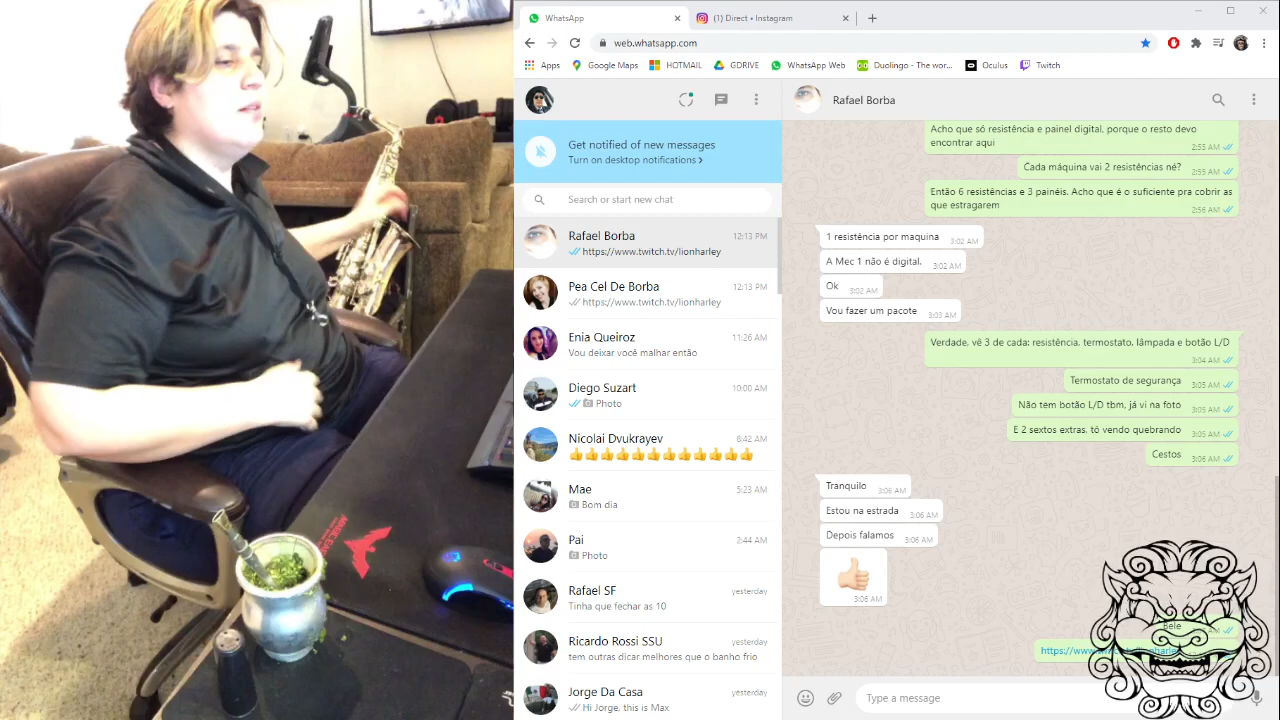 WhatsApp
(1) Direct • Instagram
web.whatsapp.com
Apps
Google Maps
HOTMAIL
GDRIVE
WhatsApp Web
Duolingo - The wor...
Oculus
Twitch
Get notified of new messages
Turn on desktop notifications
Search or start new chat
Rafael Borba
12:13 PM
https://www.twitch.tv/lionharley
Pea Cel De Borba
12:13 PM
https://www.twitch.tv/lionharley
Enia Queiroz
11:26 AM
Vou deixar você malhar então
Diego Suzart
10:00 AM
Photo
Nicolai Dvukrayev
8:42 AM
👍👍👍👍👍👍👍👍👍👍👍👍
Mae
5:23 AM
Bom dia
Pai
2:44 AM
Photo
Rafael SF
yesterday
Tinha que fechar as 10
Ricardo Rossi SSU
yesterday
tem outras dicar melhores que o banho frio
Jorge Da Casa
yesterday
Hi Jorge, this is Max
Rafael Borba
Acho que só resistência e painel digital, porque o resto devo
encontrar aqui
2:55 AM
Cada máquina vai 2 resistências né?
2:55 AM
Então 6 resistências e 3 painéis. Acho que é o suficiente pra cobrir as
que estragarem
2:56 AM
1 resistência por maquina
3:02 AM
A Mec 1 não é digital.
3:02 AM
Ok
3:02 AM
Vou fazer um pacote
3:03 AM
Verdade, vê 3 de cada: resistência, termostato, lâmpada e botão L/D
3:04 AM
Termostato de segurança
3:05 AM
Não tem botão L/D tbm, já vi na foto
3:05 AM
E 2 sextos extras, tô vendo quebrando
3:05 AM
Cestos
3:06 AM
Tranquilo
3:06 AM
Estou na estrada
3:06 AM
Depois falamos
3:06 AM
3:06 AM
Bele
Type a message